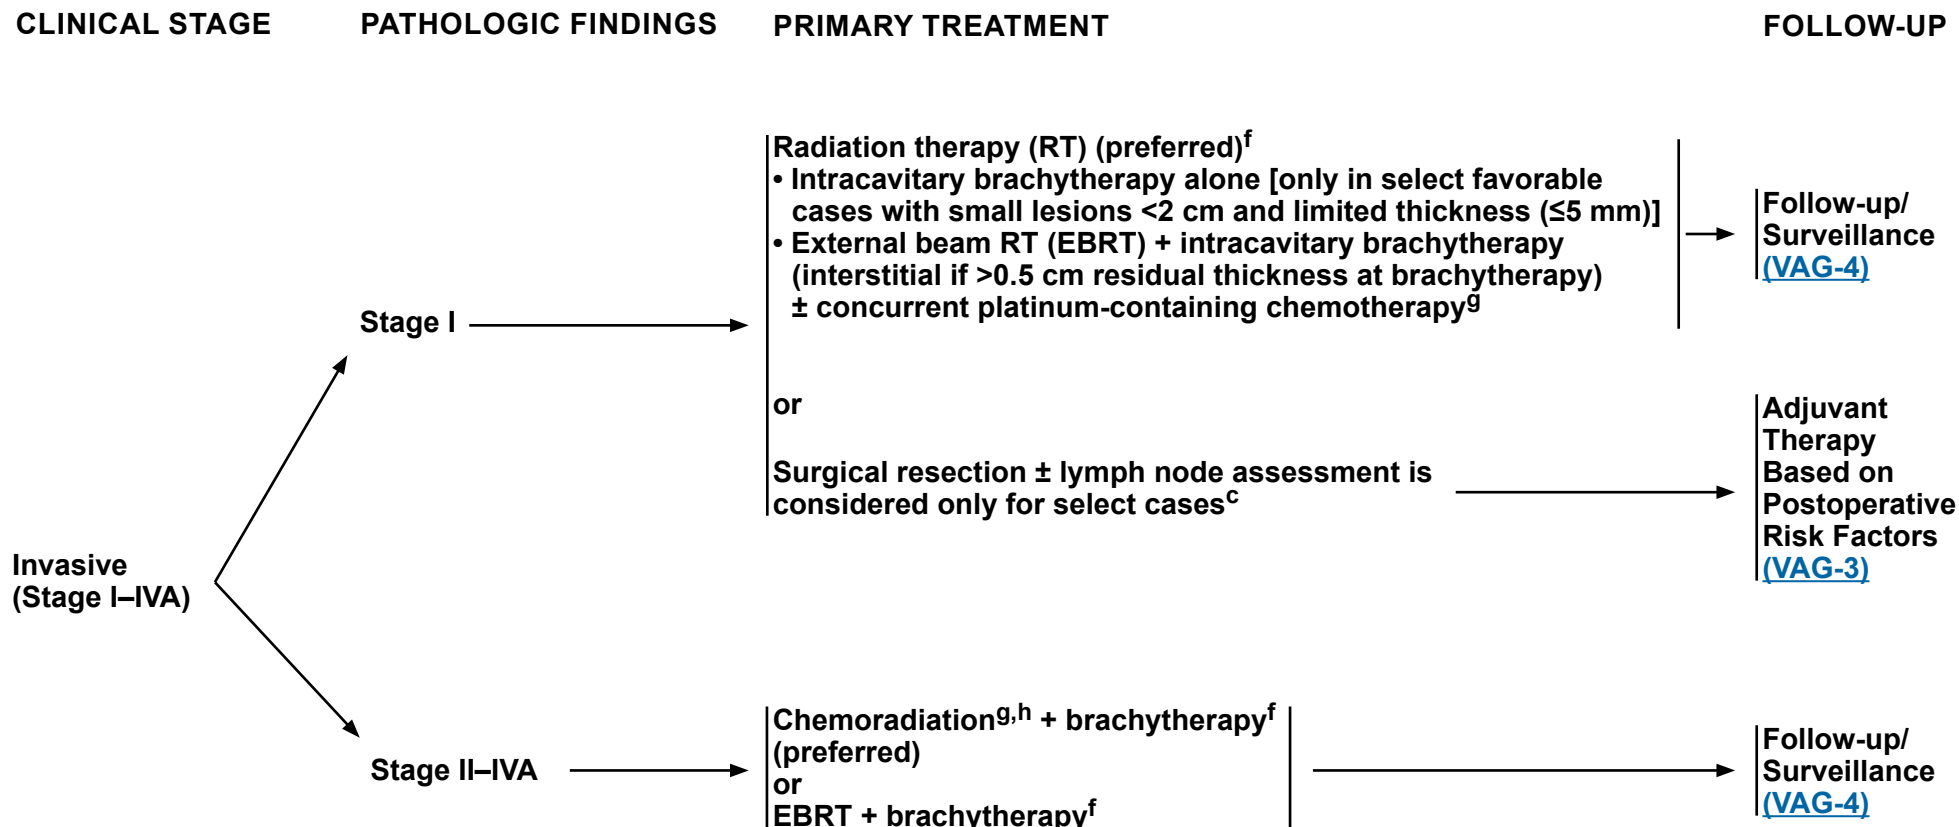 CLINICAL STAGE PATHOLOGIC FINDINGS PRIMARY TREATMENT FOLLOW-UP
Invasive
(Stage I–IVA)
Stage I
Radiation therapy (RT) (preferred)f
• Intracavitary brachytherapy alone [only in select favorable
cases with small lesions <2 cm and limited thickness (≤5 mm)]
• External beam RT (EBRT) + intracavitary brachytherapy
(interstitial if >0.5 cm residual thickness at brachytherapy)
± concurrent platinum-containing chemotherapyg
Follow-up/
Surveillance
(VAG-4)
or
Surgical resection ± lymph node assessment is
considered only for select casesc
Adjuvant
Therapy
Based on
Postoperative
Risk Factors
(VAG-3)
Stage II–IVA
Chemoradiationg,h + brachytherapyf
(preferred)
or
EBRT + brachytherapyf
Follow-up/
Surveillance
(VAG-4)